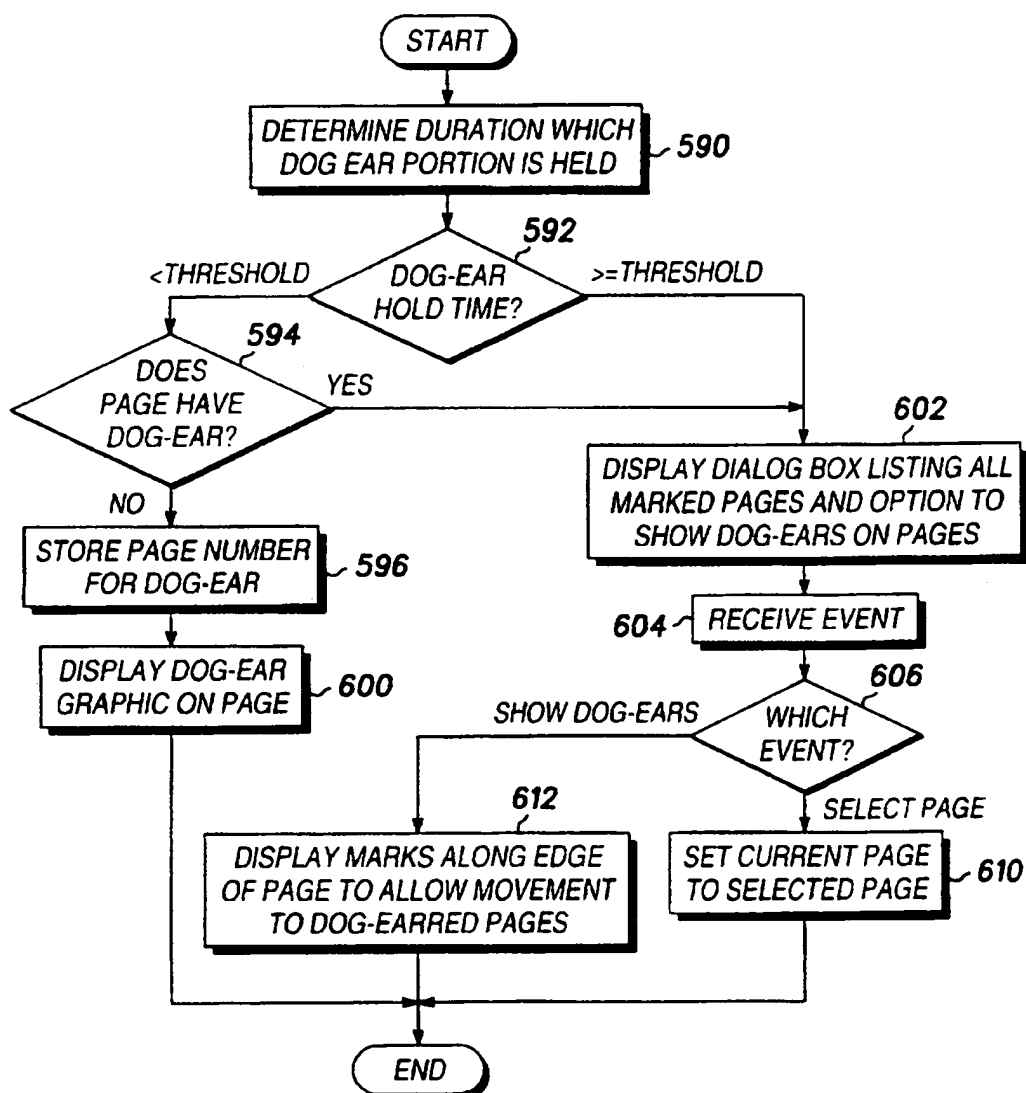 START
DETERMINE DURATION WHICH
DOG EAR PORTION IS HELD
590
592
<THRESHOLD
DOG-EAR
HOLD TIME?
>=THRESHOLD
594
DOES
PAGE HAVE
DOG-EAR?
YES
NO
602
DISPLAY DIALOG BOX LISTING ALL
MARKED PAGES AND OPTION TO
SHOW DOG-EARS ON PAGES
STORE PAGE NUMBER
FOR DOG-EAR
596
604
RECEIVE EVENT
DISPLAY DOG-EAR
GRAPHIC ON PAGE
600
606
SHOW DOG-EARS
WHICH
EVENT?
SELECT PAGE
612
DISPLAY MARKS ALONG EDGE
OF PAGE TO ALLOW MOVEMENT
TO DOG-EARRED PAGES
SET CURRENT PAGE
TO SELECTED PAGE
610
END